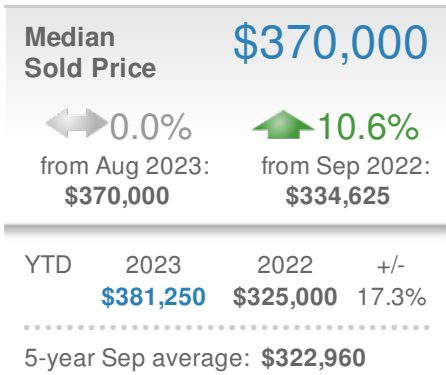 Median $370,000
Sold Price
0.0% 10.6%
from Aug 2023: from Sep 2022:
$370,000 $334,625
YTD 2023 2022 +/-
$381,250 $325,000 17.3%
5-year Sep average: $322,960